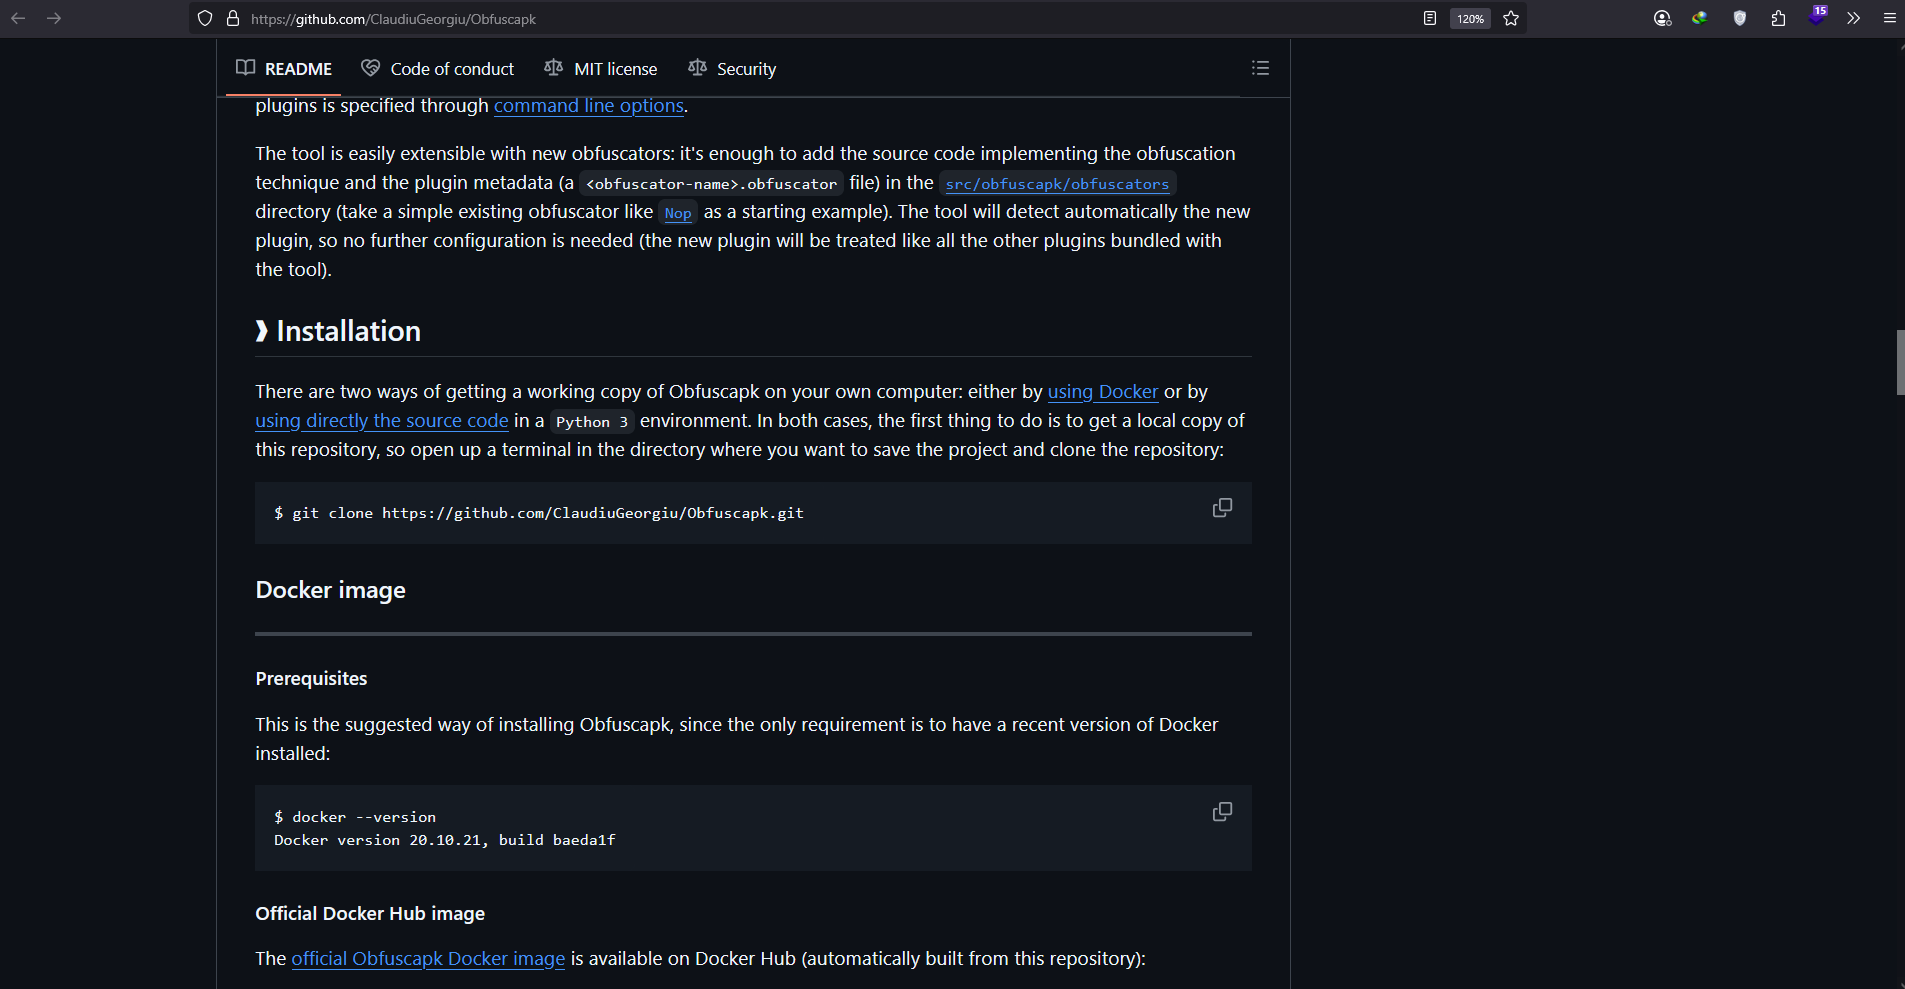 https://github.com/ClaudiuGeorgiu/Obfuscapk
120%
15
README
Code of conduct
MIT license
Security
plugins is specified through command line options.
The tool is easily extensible with new obfuscators: it's enough to add the source code implementing the obfuscation
technique and the plugin metadata (a <obfuscator-name>.obfuscator file) in the src/obfuscapk/obfuscators
directory (take a simple existing obfuscator like Nop as a starting example). The tool will detect automatically the new
plugin, so no further configuration is needed (the new plugin will be treated like all the other plugins bundled with
the tool).
❱ Installation
There are two ways of getting a working copy of Obfuscapk on your own computer: either by using Docker or by
using directly the source code in a Python 3 environment. In both cases, the first thing to do is to get a local copy of
this repository, so open up a terminal in the directory where you want to save the project and clone the repository:
$ git clone https://github.com/ClaudiuGeorgiu/Obfuscapk.git
Docker image
Prerequisites
This is the suggested way of installing Obfuscapk, since the only requirement is to have a recent version of Docker
installed:
$ docker --version
Docker version 20.10.21, build baeda1f
Official Docker Hub image
The official Obfuscapk Docker image is available on Docker Hub (automatically built from this repository):